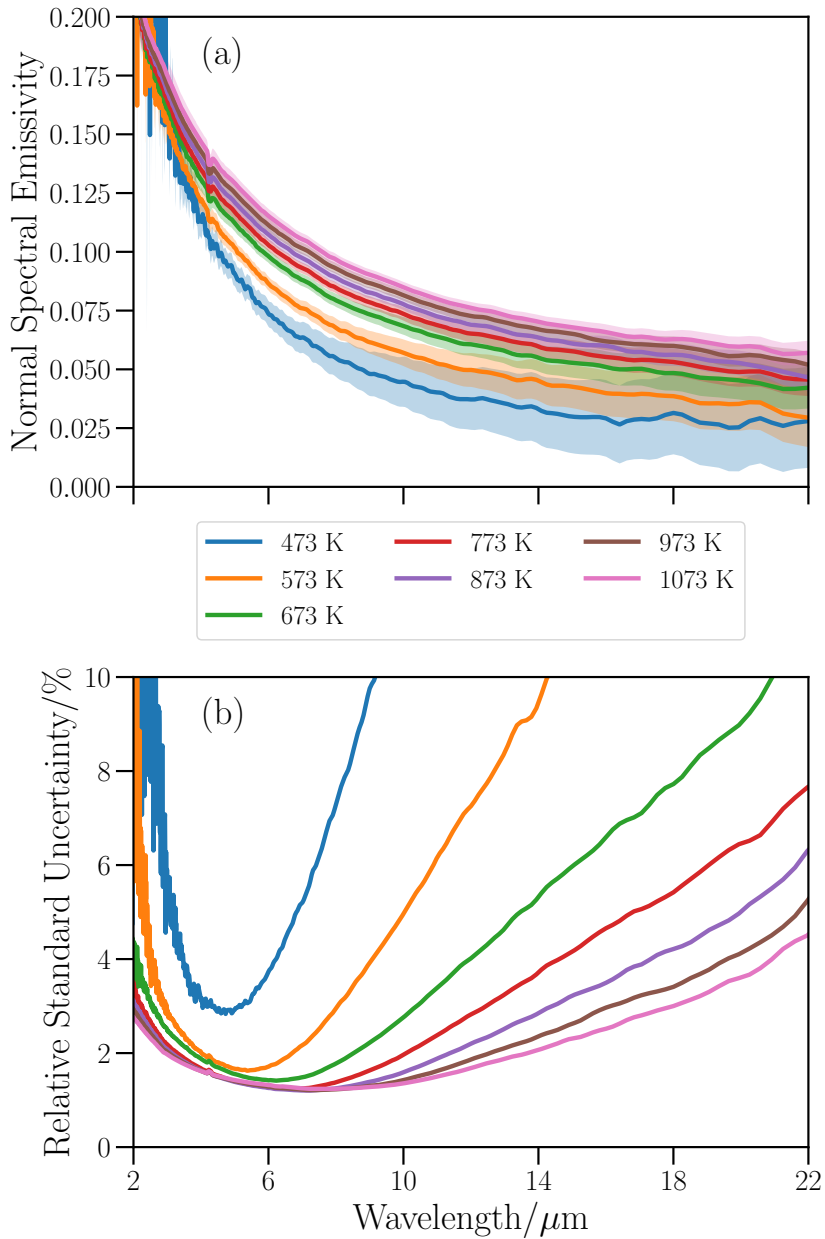 0.200
(a)
0.175
0.150
0.125
0.100
0.075
0.050
0.025
0.000
Normal Spectral Emissivity
473 K 773 K 973 K
573 K 873 K 1073 K
673 K
10
(b)
8
6
4
2
0
Relative Standard Uncertainty/%
2 6 10 14 18 22
Wavelength/μm